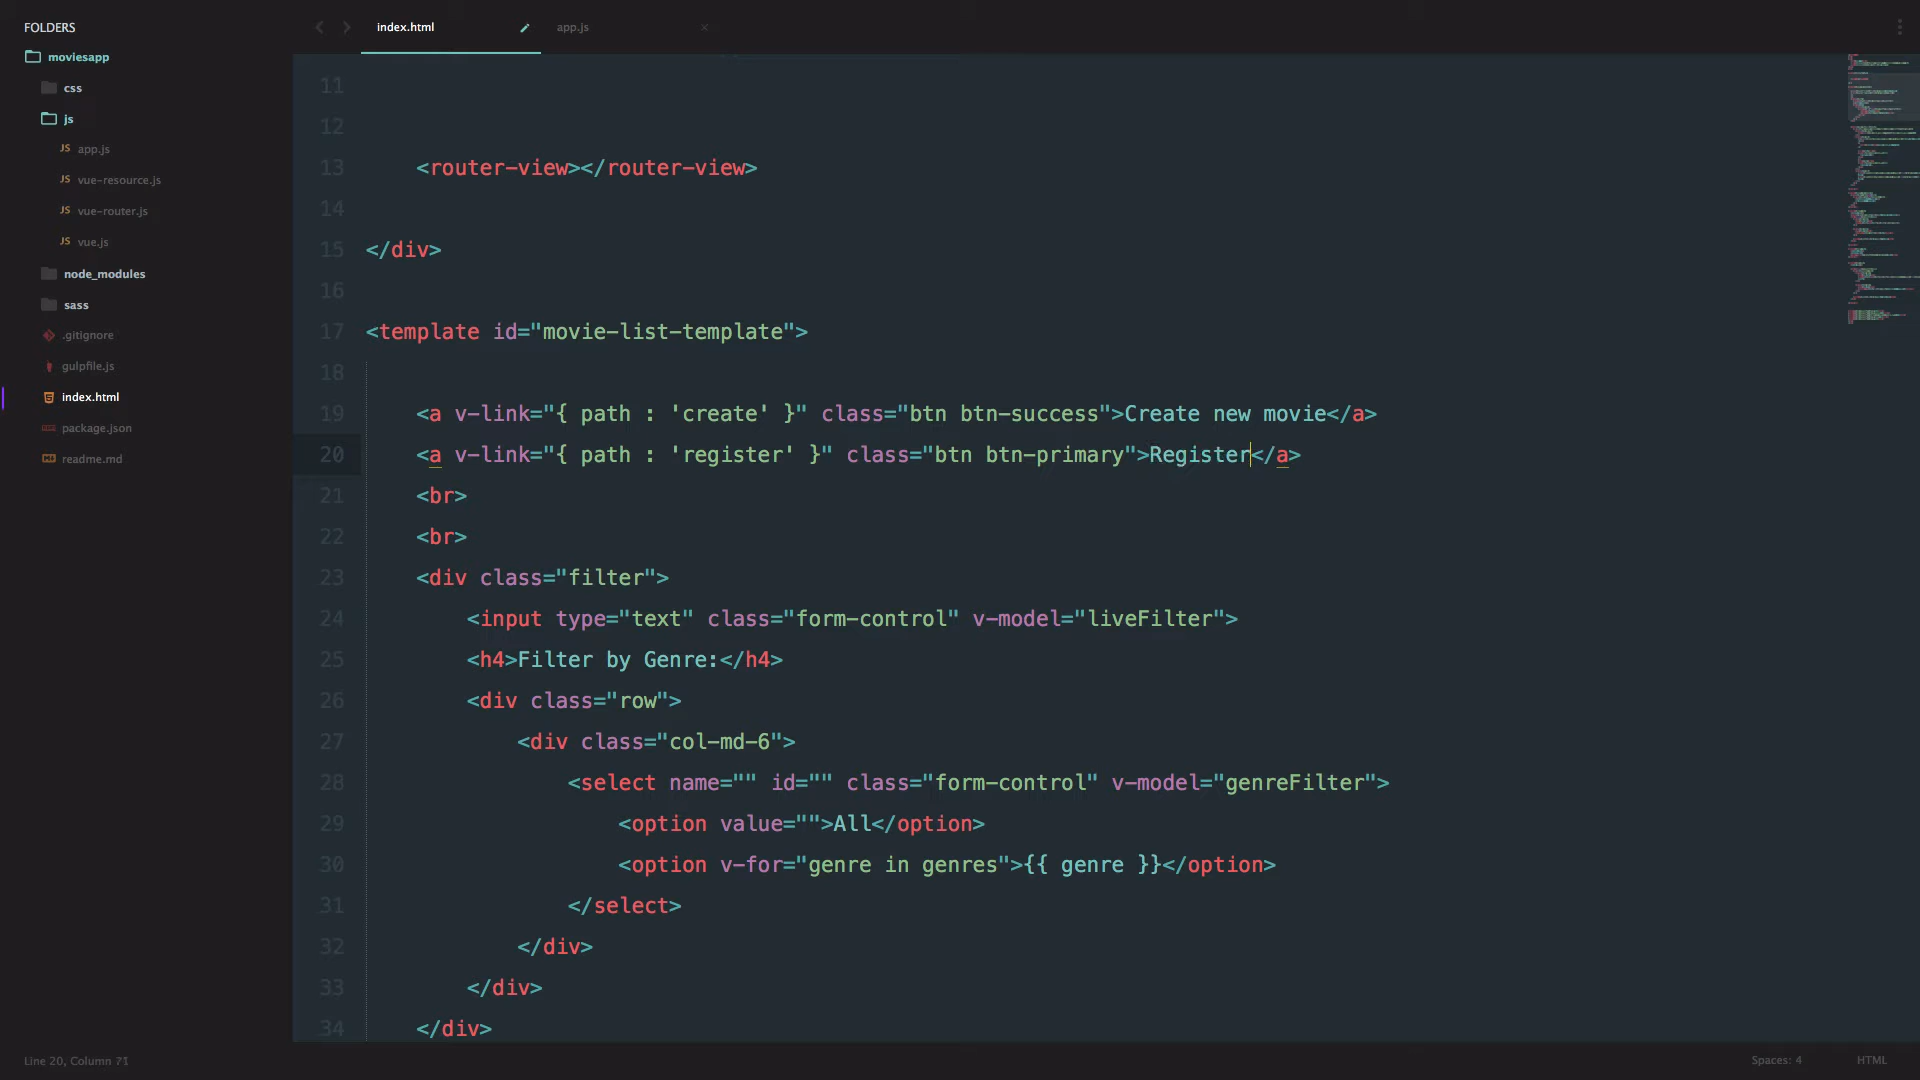 FOLDERS
moviesapp
css
js
JS app.js
JS vue-resource.js
JS vue-router.js
JS vue.js
node_modules
sass
.gitignore
gulpfile.js
index.html
package.json
readme.md
index.html
app.js
11
12
13 <router-view></router-view>
14
15 </div>
16
17 <template id="movie-list-template">
18
19 <a v-link="{ path : 'create' }" class="btn btn-success">Create new movie</a>
20 <a v-link="{ path : 'register' }" class="btn btn-primary">Register</a>
21 <br>
22 <br>
23 <div class="filter">
24 <input type="text" class="form-control" v-model="liveFilter">
25 <h4>Filter by Genre:</h4>
26 <div class="row">
27 <div class="col-md-6">
28 <select name="" id="" class="form-control" v-model="genreFilter">
29 <option value="">All</option>
30 <option v-for="genre in genres">{{ genre }}</option>
31 </select>
32 </div>
33 </div>
34 </div>
Line 20, Column 71
Spaces: 4
HTML